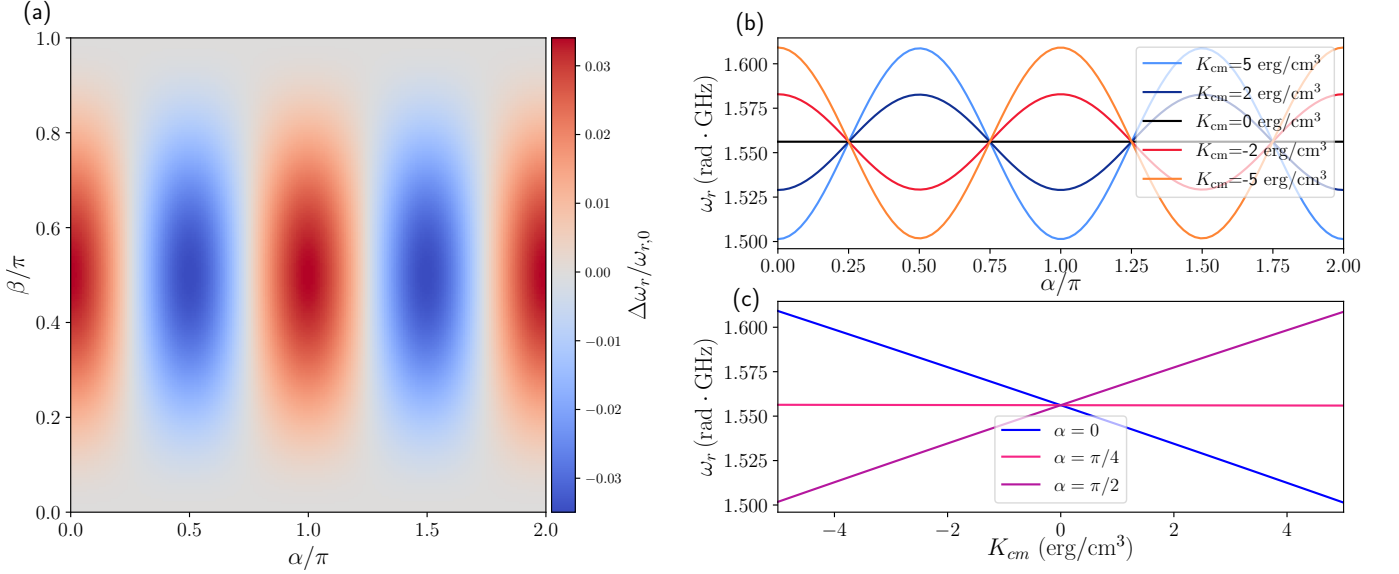 (a)
1.0
0.8
0.6
0.4
0.2
0.0
β/π
0.0
0.5
1.0
1.5
2.0
α/π
0.03
0.02
0.01
0.00
−0.01
−0.02
−0.03
Δω_r/ω_{r,0}
(b)
1.600
1.575
1.550
1.525
1.500
ω_r (rad · GHz)
K_cm=5 erg/cm³
K_cm=2 erg/cm³
K_cm=0 erg/cm³
K_cm=-2 erg/cm³
K_cm=-5 erg/cm³
0.00
0.25
0.50
0.75
1.00
1.25
1.50
1.75
2.00
α/π
(c)
1.600
1.575
1.550
1.525
1.500
ω_r (rad · GHz)
α = 0
α = π/4
α = π/2
−4
−2
0
2
4
K_cm (erg/cm³)